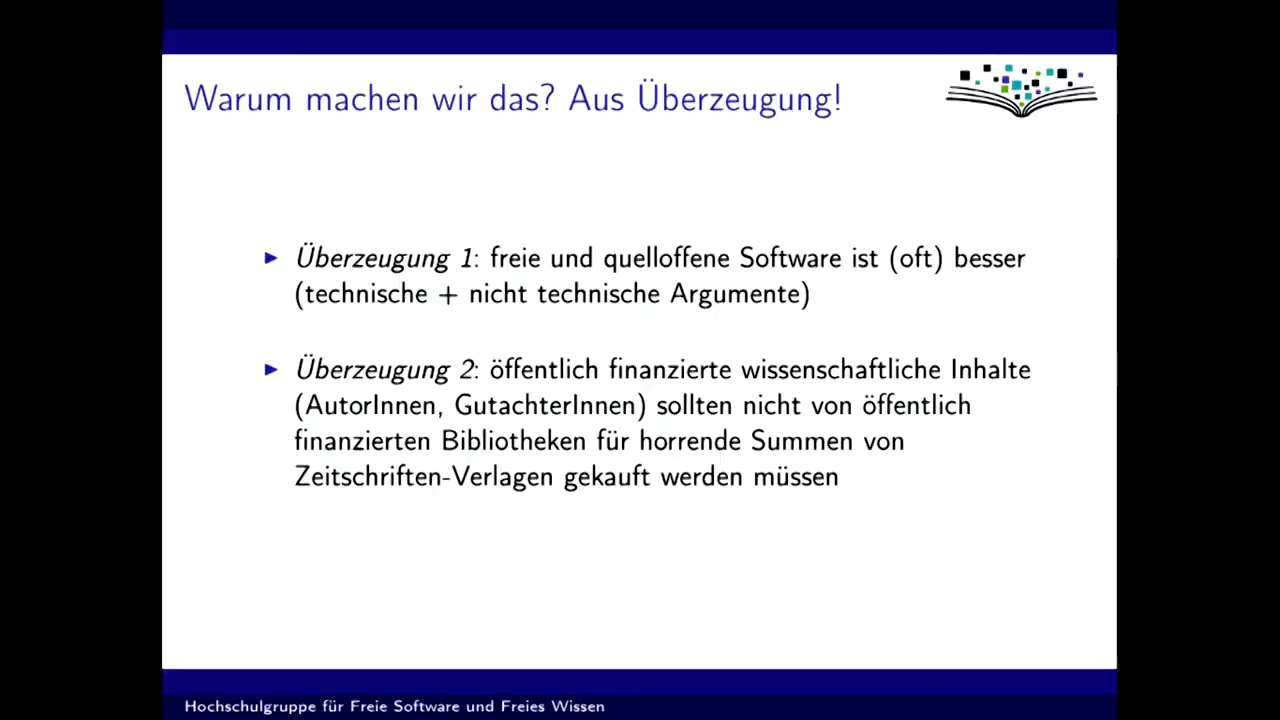 Warum machen wir das? Aus Überzeugung!
Überzeugung 1: freie und quelloffene Software ist (oft) besser
(technische + nicht technische Argumente)
Überzeugung 2: öffentlich finanzierte wissenschaftliche Inhalte
(AutorInnen, GutachterInnen) sollten nicht von öffentlich
finanzierten Bibliotheken für horrende Summen von
Zeitschriften-Verlagen gekauft werden müssen
Hochschulgruppe für Freie Software und Freies Wissen